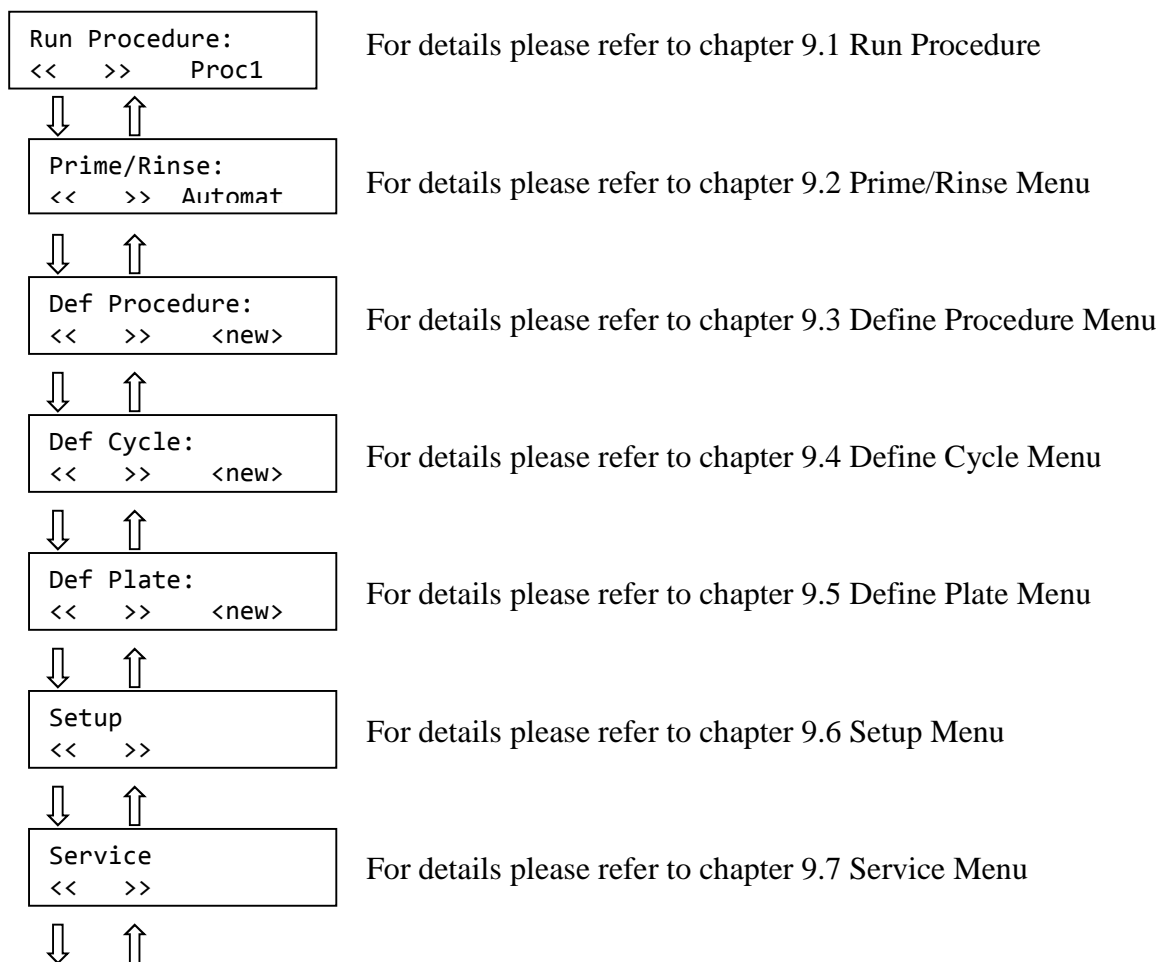 Run Procedure:
<< >> Proc1
For details please refer to chapter 9.1 Run Procedure
Prime/Rinse:
<< >> Automat
For details please refer to chapter 9.2 Prime/Rinse Menu
Def Procedure:
<< >> <new>
For details please refer to chapter 9.3 Define Procedure Menu
Def Cycle:
<< >> <new>
For details please refer to chapter 9.4 Define Cycle Menu
Def Plate:
<< >> <new>
For details please refer to chapter 9.5 Define Plate Menu
Setup
<< >>
For details please refer to chapter 9.6 Setup Menu
Service
<< >>
For details please refer to chapter 9.7 Service Menu